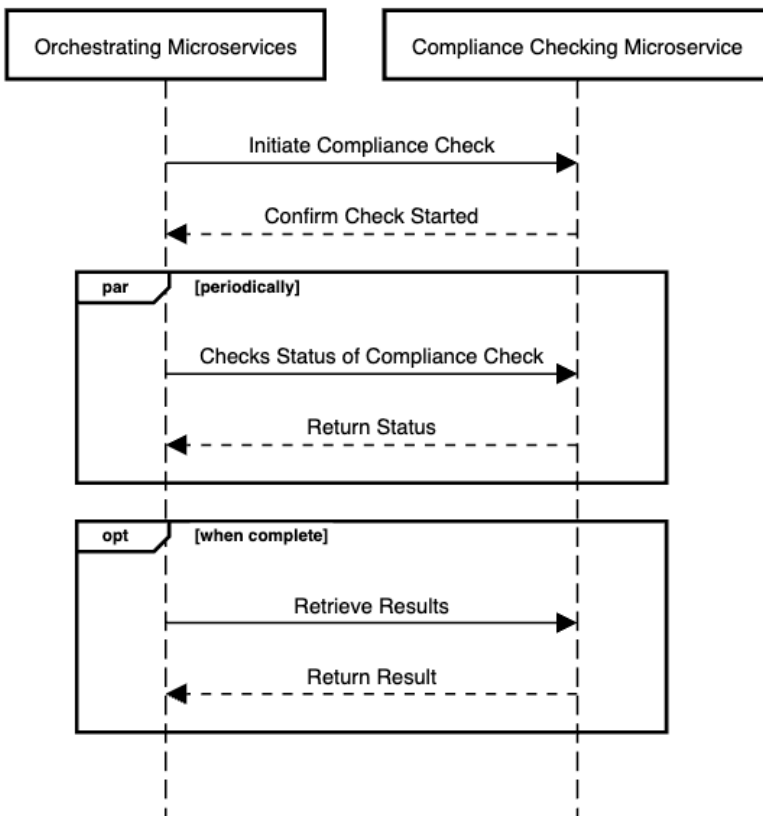 Orchestrating Microservices
Compliance Checking Microservice
Initiate Compliance Check
Confirm Check Started
par
[periodically]
Checks Status of Compliance Check
Return Status
opt
[when complete]
Retrieve Results
Return Result